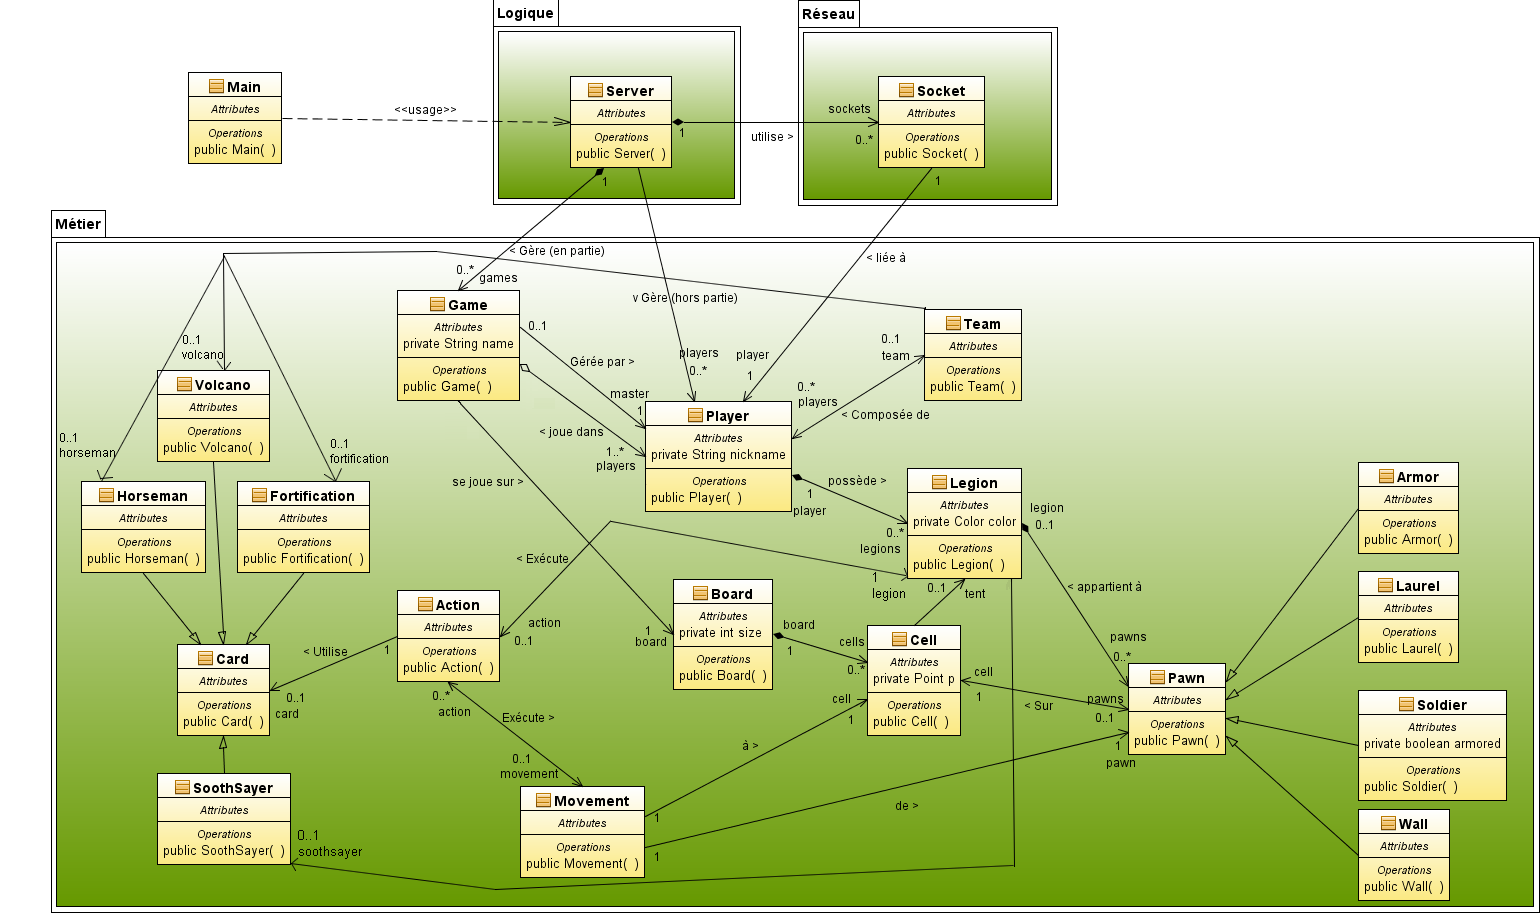 Logique
Réseau
Main
Attributes
Operations
public Main( )
<<usage>>
Server
Attributes
Operations
public Server( )
1
utilise >
sockets
0..*
Socket
Attributes
Operations
public Socket( )
1
1
Métier
< Gère (en partie)
0..*
games
< liée à
v Gère (hors partie)
Game
Attributes
private String name
Operations
public Game( )
0..1
Gérée par >
master
1
players
0..*
player
1
Team
Attributes
Operations
public Team( )
0..1
team
0..*
players
< Composée de
0..1
volcano
Volcano
Attributes
Operations
public Volcano( )
0..1
horseman
0..1
fortification
Horseman
Attributes
Operations
public Horseman( )
Fortification
Attributes
Operations
public Fortification( )
< joue dans
1..*
players
Player
Attributes
private String nickname
Operations
public Player( )
possède >
1
player
0..*
legions
Legion
Attributes
private Color color
Operations
public Legion( )
legion
0..1
se joue sur >
< Exécute
1
legion
0..1
tent
< appartient à
pawns
0..*
Armor
Attributes
Operations
public Armor( )
Laurel
Attributes
Operations
public Laurel( )
Soldier
Attributes
private boolean armored
Operations
public Soldier( )
Wall
Attributes
Operations
public Wall( )
Action
Attributes
Operations
public Action( )
action
0..1
1
board
Board
Attributes
private int size
Operations
public Board( )
board
1
cells
0..*
Cell
Attributes
private Point p
Operations
public Cell( )
cell
1
cell
1
< Sur
pawns
0..1
Pawn
Attributes
Operations
public Pawn( )
1
pawn
Card
Attributes
Operations
public Card( )
< Utilise
1
0..1
card
0..*
action
Exécute >
0..1
movement
à >
de >
Movement
Attributes
Operations
public Movement( )
1
1
SoothSayer
Attributes
Operations
public SoothSayer( )
0..1
soothsayer